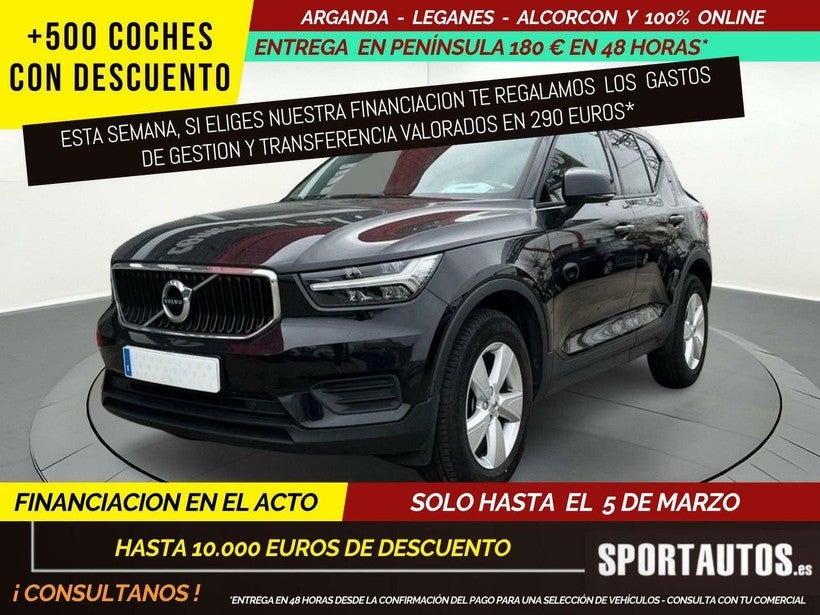 +500 COCHES
CON DESCUENTO
ARGANDA - LEGANES - ALCORCON Y 100% ONLINE
ENTREGA EN PENÍNSULA 180 € EN 48 HORAS*
ESTA SEMANA, SI ELIGES NUESTRA FINANCIACION TE REGALAMOS LOS GASTOS
DE GESTION Y TRANSFERENCIA VALORADOS EN 290 EUROS*
VOLVO
FINANCIACION EN EL ACTO
SOLO HASTA EL 5 DE MARZO
HASTA 10.000 EUROS DE DESCUENTO
SPORTAUTOS.es
¡ CONSULTANOS !
*ENTREGA EN 48 HORAS DESDE LA CONFIRMACIÓN DEL PAGO PARA UNA SELECCIÓN DE VEHÍCULOS - CONSULTA CON TU COMERCIAL